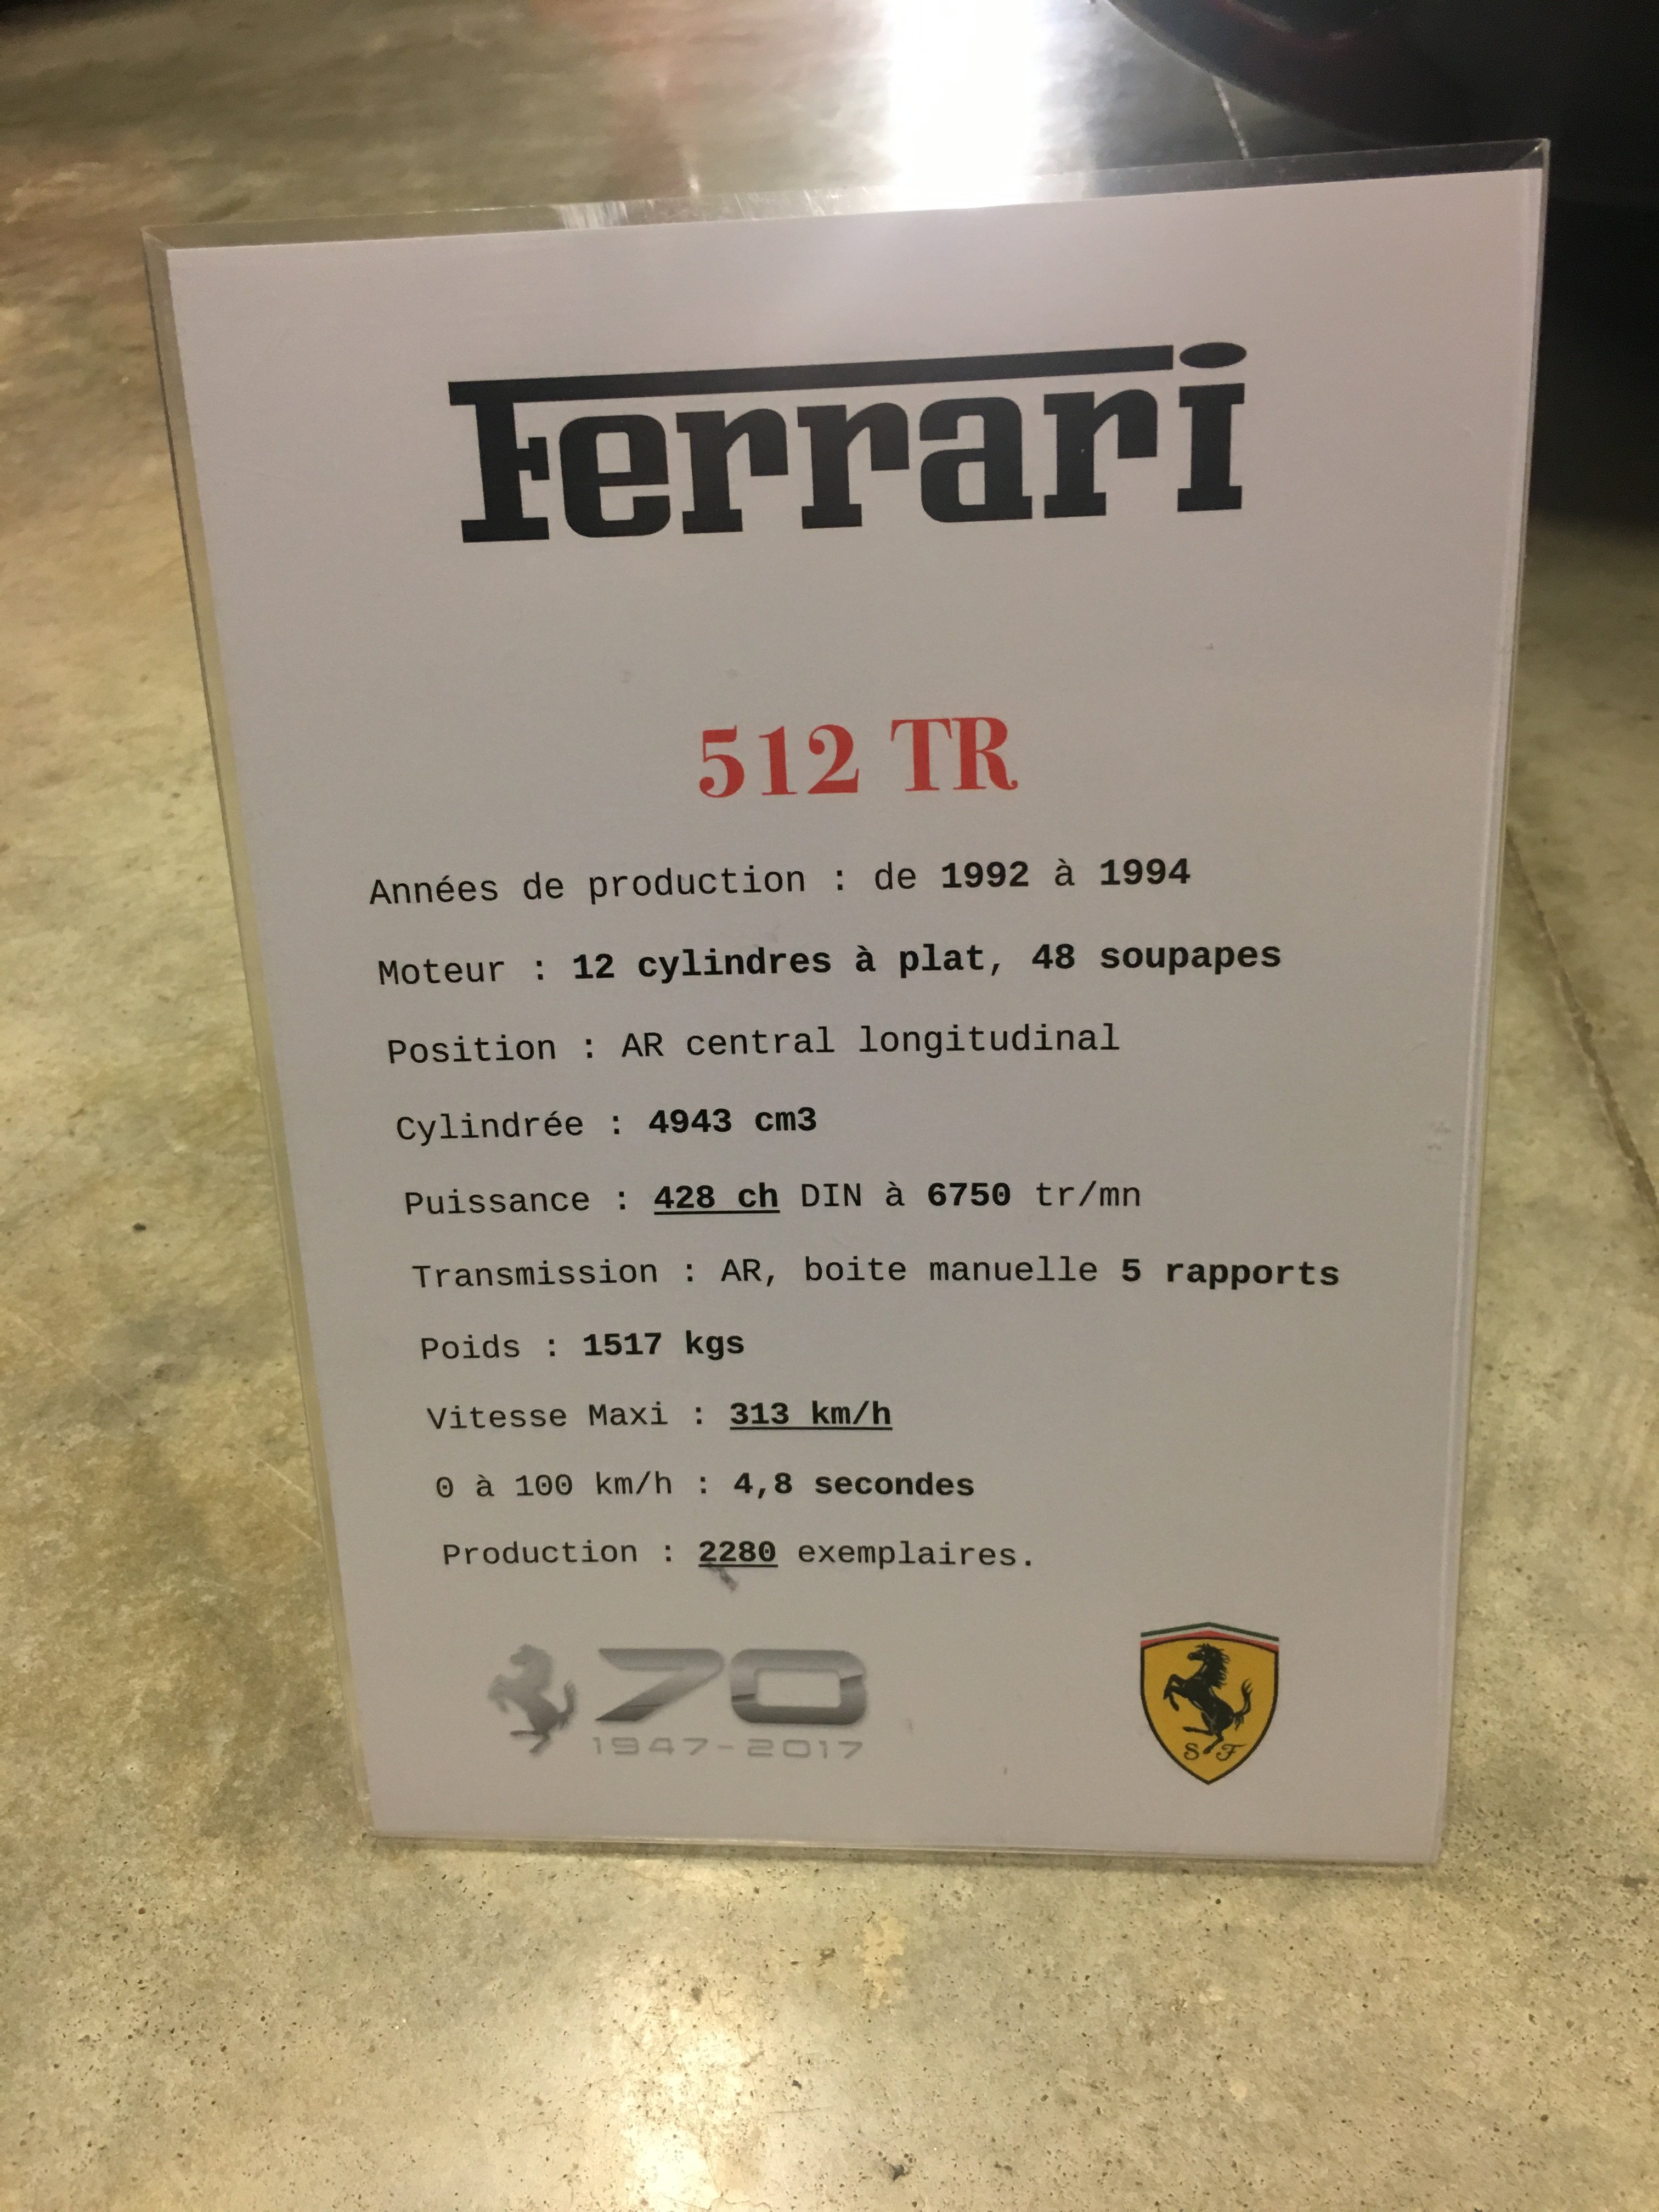 Ferrari
512 TR
Années de production : de 1992 à 1994
Moteur : 12 cylindres à plat, 48 soupapes
Position : AR central longitudinal
Cylindrée : 4943 cm3
Puissance : 428 ch DIN à 6750 tr/mn
Transmission : AR, boite manuelle 5 rapports
Poids : 1517 kgs
Vitesse Maxi : 313 km/h
0 à 100 km/h : 4,8 secondes
Production : 2280 exemplaires.
70
1947-2017
S F